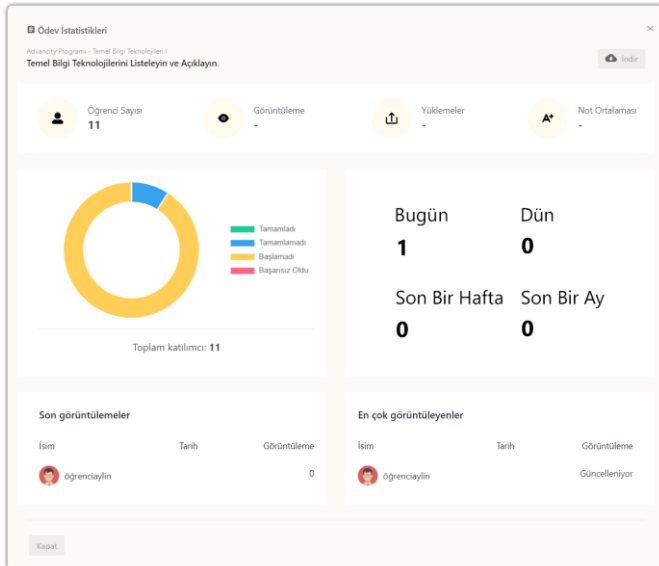 Ödev İstatistikleri
×
Advancity Programı - Temel Bilgi Teknolojileri I
Temel Bilgi Teknolojilerini Listeleyin ve Açıklayın.
İndir
Öğrenci Sayısı
11
Görüntüleme
-
Yüklemeler
-
A+
Not Ortalaması
-
Tamamladı
Tamamlamadı
Başlamadı
Başarısız Oldu
Toplam katılımcı: 11
Bugün
1
Dün
0
Son Bir Hafta
0
Son Bir Ay
0
Son görüntülemeler
İsim Tarih Görüntüleme
öğrenciaylin 0
En çok görüntüleyenler
İsim Tarih Görüntüleme
öğrenciaylin Güncelleniyor
Kapat